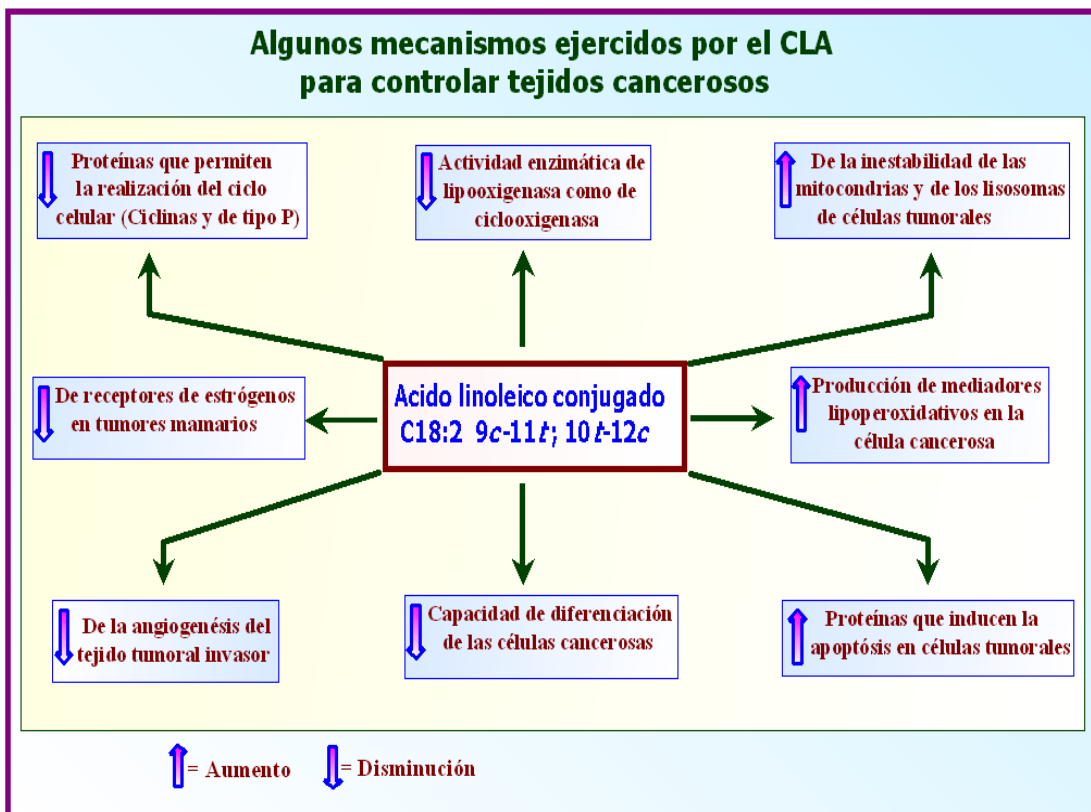 Algunos mecanismos ejercidos por el CLA
para controlar tejidos cancerosos
Proteínas que permiten
la realización del ciclo
celular (Ciclinas y de tipo P)
Actividad enzimática de
lipooxigenasa como de
ciclooxigenasa
De la inestabilidad de las
mitocondrias y de los lisosomas
de células tumorales
De receptores de estrógenos
en tumores mamarios
Acido linoleico conjugado
C18:2 9c-11t; 10t-12c
Producción de mediadores
lipoperoxidativos en la
célula cancerosa
De la angiogenésis del
tejido tumoral invasor
Capacidad de diferenciación
de las células cancerosas
Proteínas que inducen la
apoptósis en células tumorales
= Aumento
= Disminución